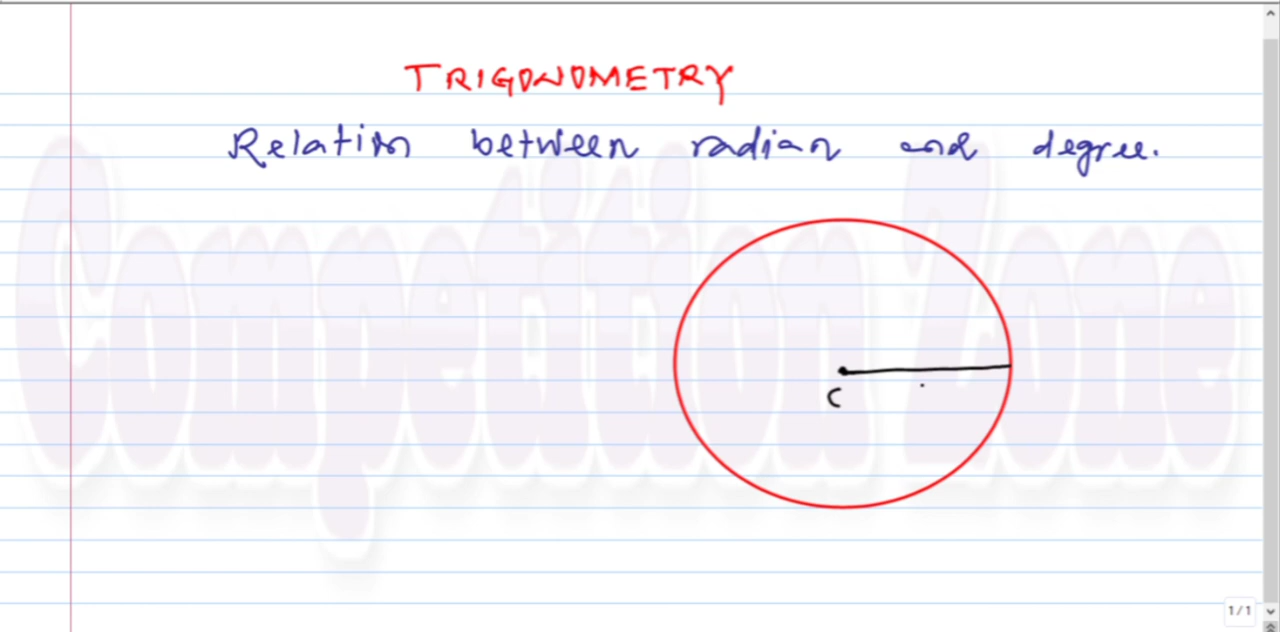 TRIGONOMETRY
Relation between radian and degree.
Competition Zone
C
1/1